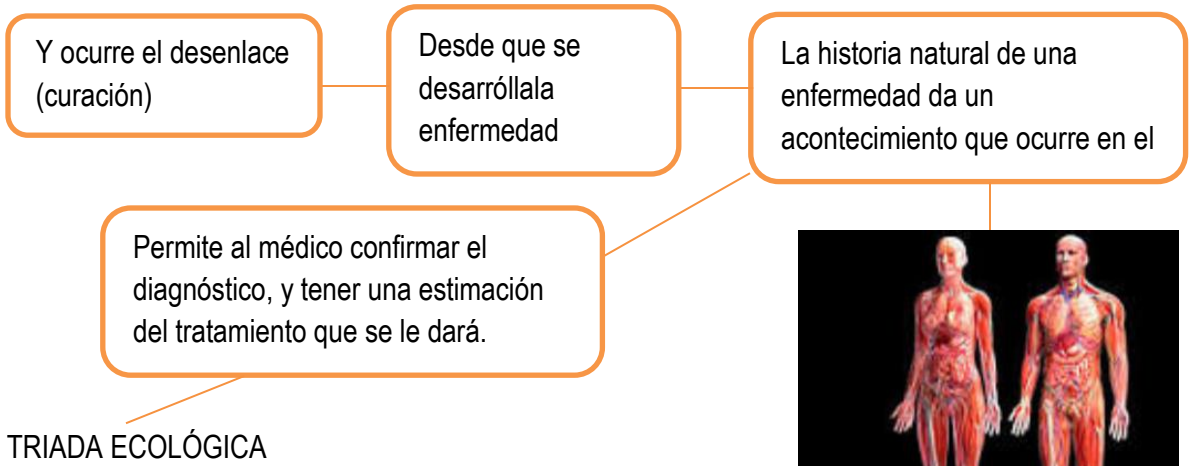 Y ocurre el desenlace
(curación)
Desde que se
desarróllala
enfermedad
La historia natural de una
enfermedad da un
acontecimiento que ocurre en el
Permite al médico confirmar el
diagnóstico, y tener una estimación
del tratamiento que se le dará.
TRIADA ECOLÓGICA